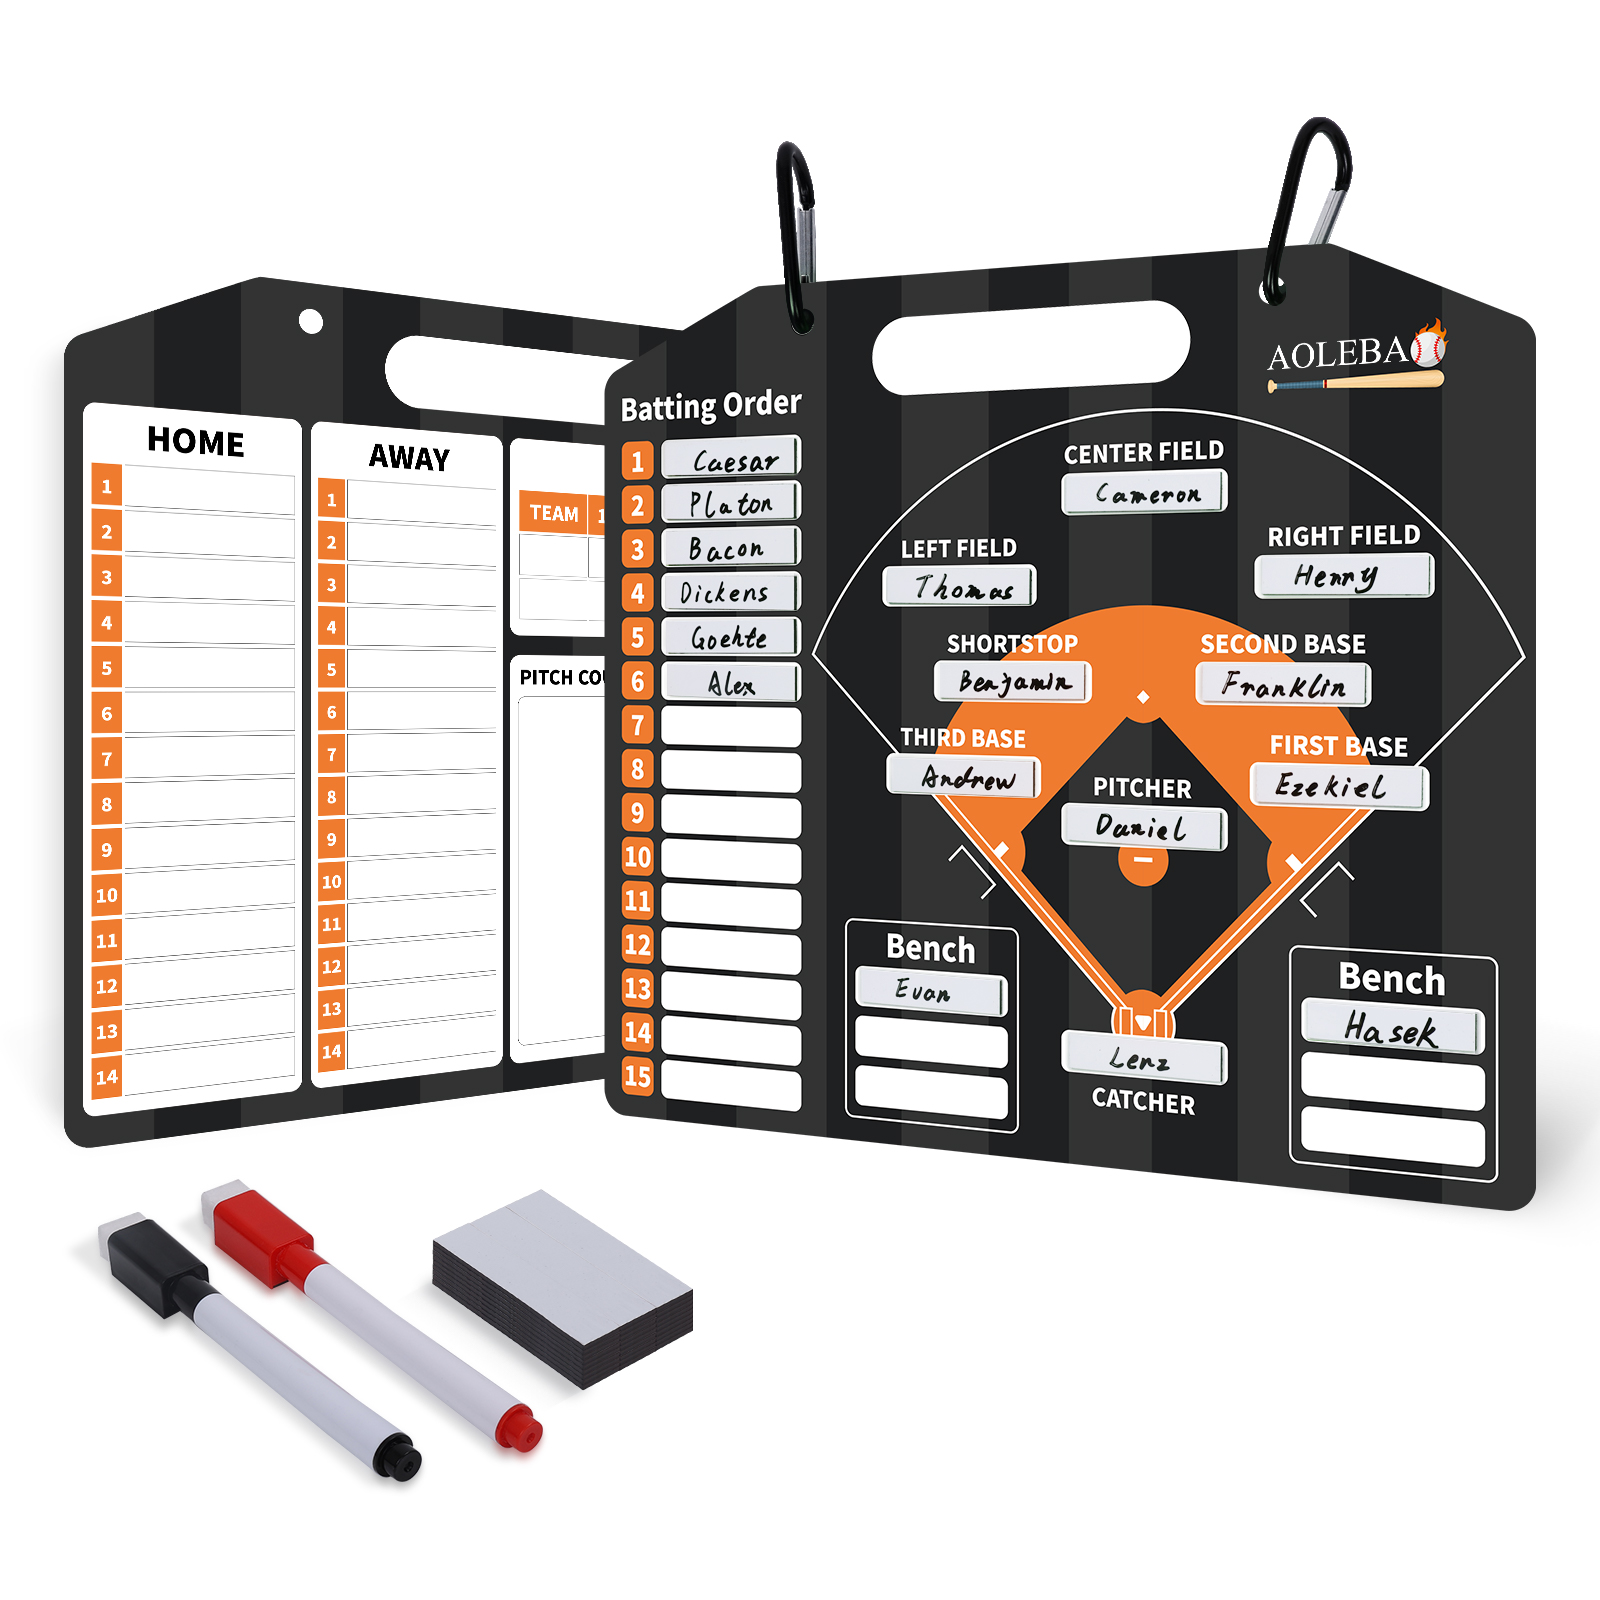 HOME
1
2
3
4
5
6
7
8
9
10
11
12
13
14
AWAY
1
2
3
4
5
6
7
8
9
10
11
12
13
14
TEAM 1
PITCH COU
Batting Order
1 Caesar
2 Platon
3 Bacon
4 Dickens
5 Goehte
6 Alex
7
8
9
10
11
12
13
14
15
AOLEBAO
CENTER FIELD
Cameron
LEFT FIELD
Thomas
RIGHT FIELD
Henry
SHORTSTOP
Benjamin
SECOND BASE
Franklin
THIRD BASE
Andrew
FIRST BASE
Ezekiel
PITCHER
Daniel
Bench
Evan
Lenz
CATCHER
Bench
Hasek